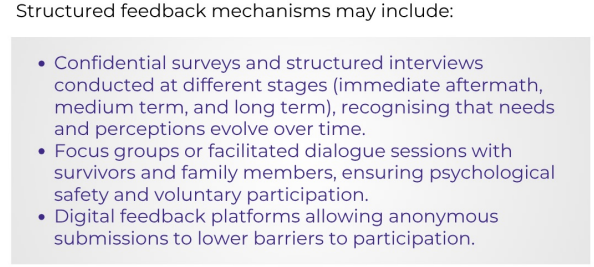 Structured feedback mechanisms may include:
• Confidential surveys and structured interviews
conducted at different stages (immediate aftermath,
medium term, and long term), recognising that needs
and perceptions evolve over time.
• Focus groups or facilitated dialogue sessions with
survivors and family members, ensuring psychological
safety and voluntary participation.
• Digital feedback platforms allowing anonymous
submissions to lower barriers to participation.